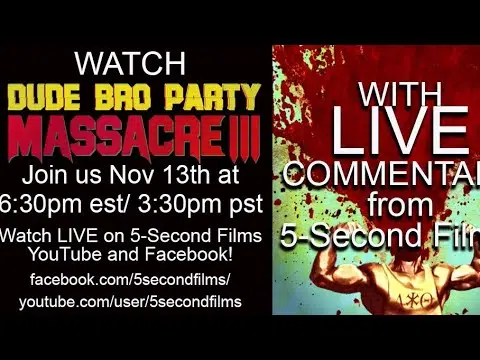 WATCH
DUDE BRO PARTY
MASSACRE III
Join us Nov 13th at
6:30pm est/ 3:30pm pst
Watch LIVE on 5-Second Films
YouTube and Facebook!
facebook.com/5secondfilms/
youtube.com/user/5secondfilms
WITH
LIVE
COMMENTA
from
5-Second Film
ΔΧΘ